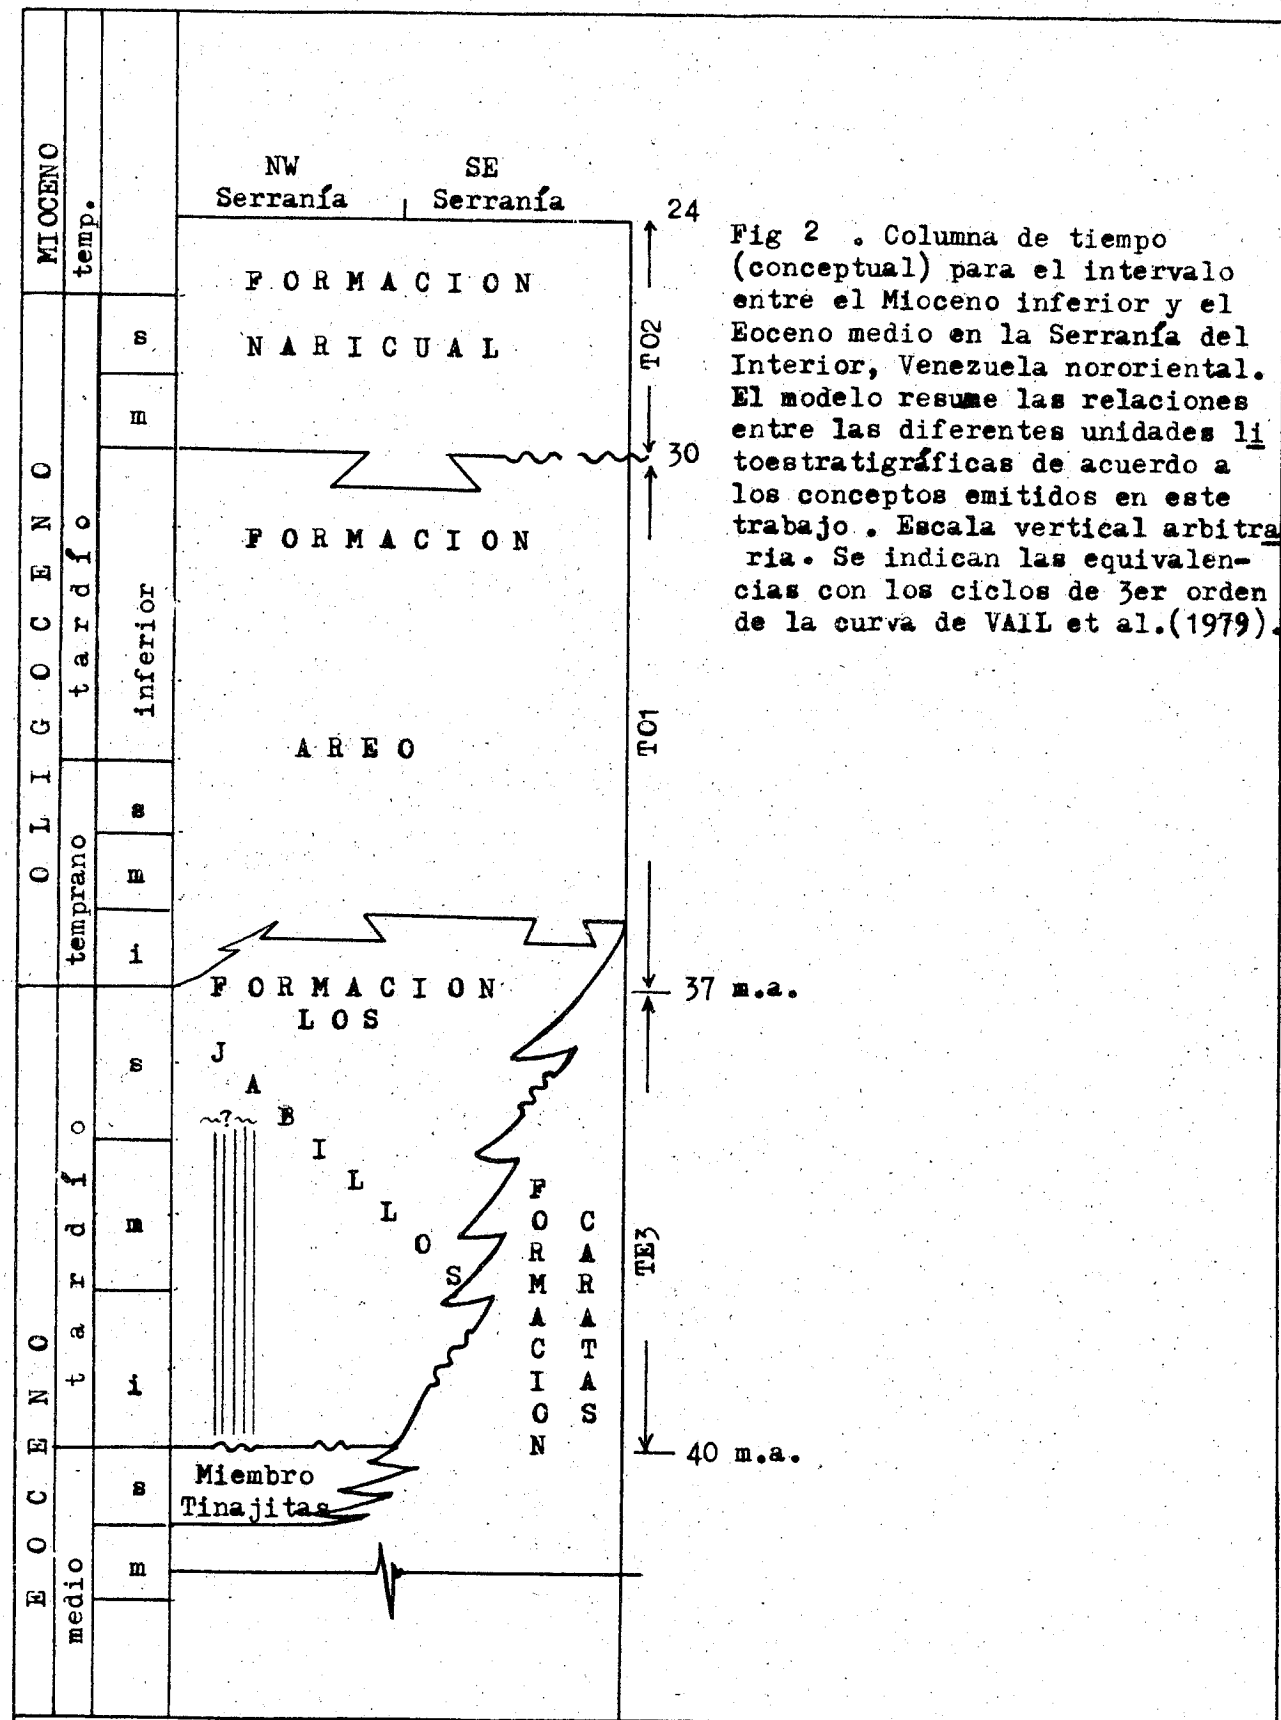 MIOCENO
temp.
OLIGOCENO
tardío
temprano
EOCENO
tardío
medio
s
m
inferior
s
m
i
s
m
i
s
m
NW
Serranía
SE
Serranía
FORMACION
NARICUAL
FORMACION
AREO
FORMACION
LOS
JABILLOS
~?~
FORMACION
CARATAS
Miembro
Tinajitas
24
TO2
30
TO1
37 m.a.
TE3
40 m.a.
Fig 2 . Columna de tiempo
(conceptual) para el intervalo
entre el Mioceno inferior y el
Eoceno medio en la Serranía del
Interior, Venezuela nororiental.
El modelo resume las relaciones
entre las diferentes unidades li
toestratigráficas de acuerdo a
los conceptos emitidos en este
trabajo . Escala vertical arbitra
ria. Se indican las equivalen-
cias con los ciclos de 3er orden
de la curva de VAIL et al.(1979).